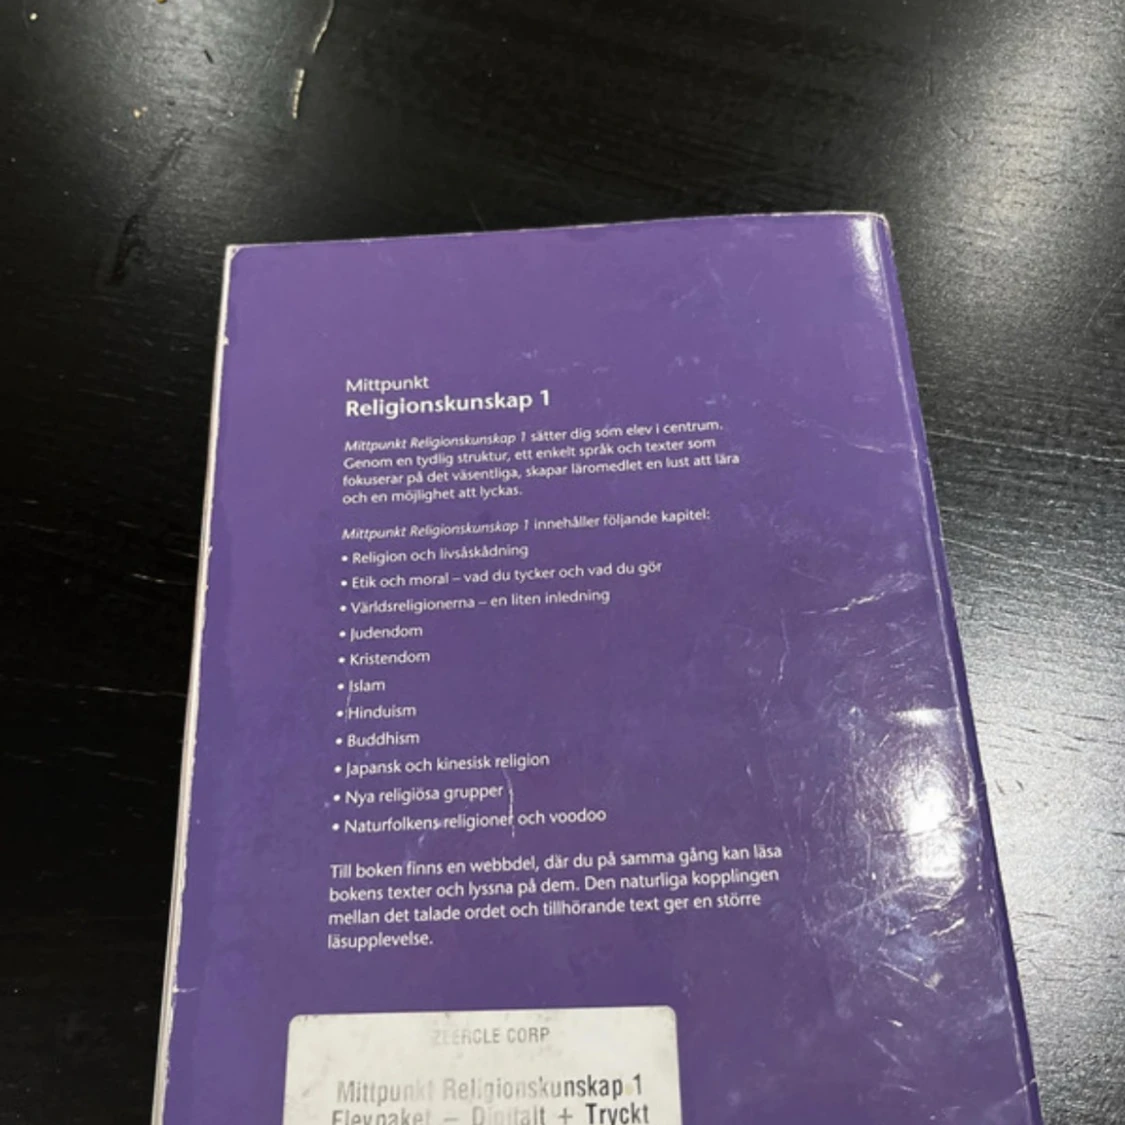 Mittpunkt
Religionskunskap 1
Mittpunkt Religionskunskap 1 sätter dig som elev i centrum.
Genom en tydlig struktur, ett enkelt språk och texter som
fokuserar på det väsentliga, skapar läromedlet en lust att lära
och en möjlighet att lyckas.
Mittpunkt Religionskunskap 1 innehåller följande kapitel:
• Religion och livsåskådning
• Etik och moral – vad du tycker och vad du gör
• Världsreligionerna – en liten inledning
• Judendom
• Kristendom
• Islam
• Hinduism
• Buddhism
• Japansk och kinesisk religion
• Nya religiösa grupper
• Naturfolkens religioner och voodoo
Till boken finns en webbdel, där du på samma gång kan läsa
bokens texter och lyssna på dem. Den naturliga kopplingen
mellan det talade ordet och tillhörande text ger en större
läsupplevelse.
CORP
Mittpunkt Religionskunskap 1
Elevpaket – Digitalt + Tryckt